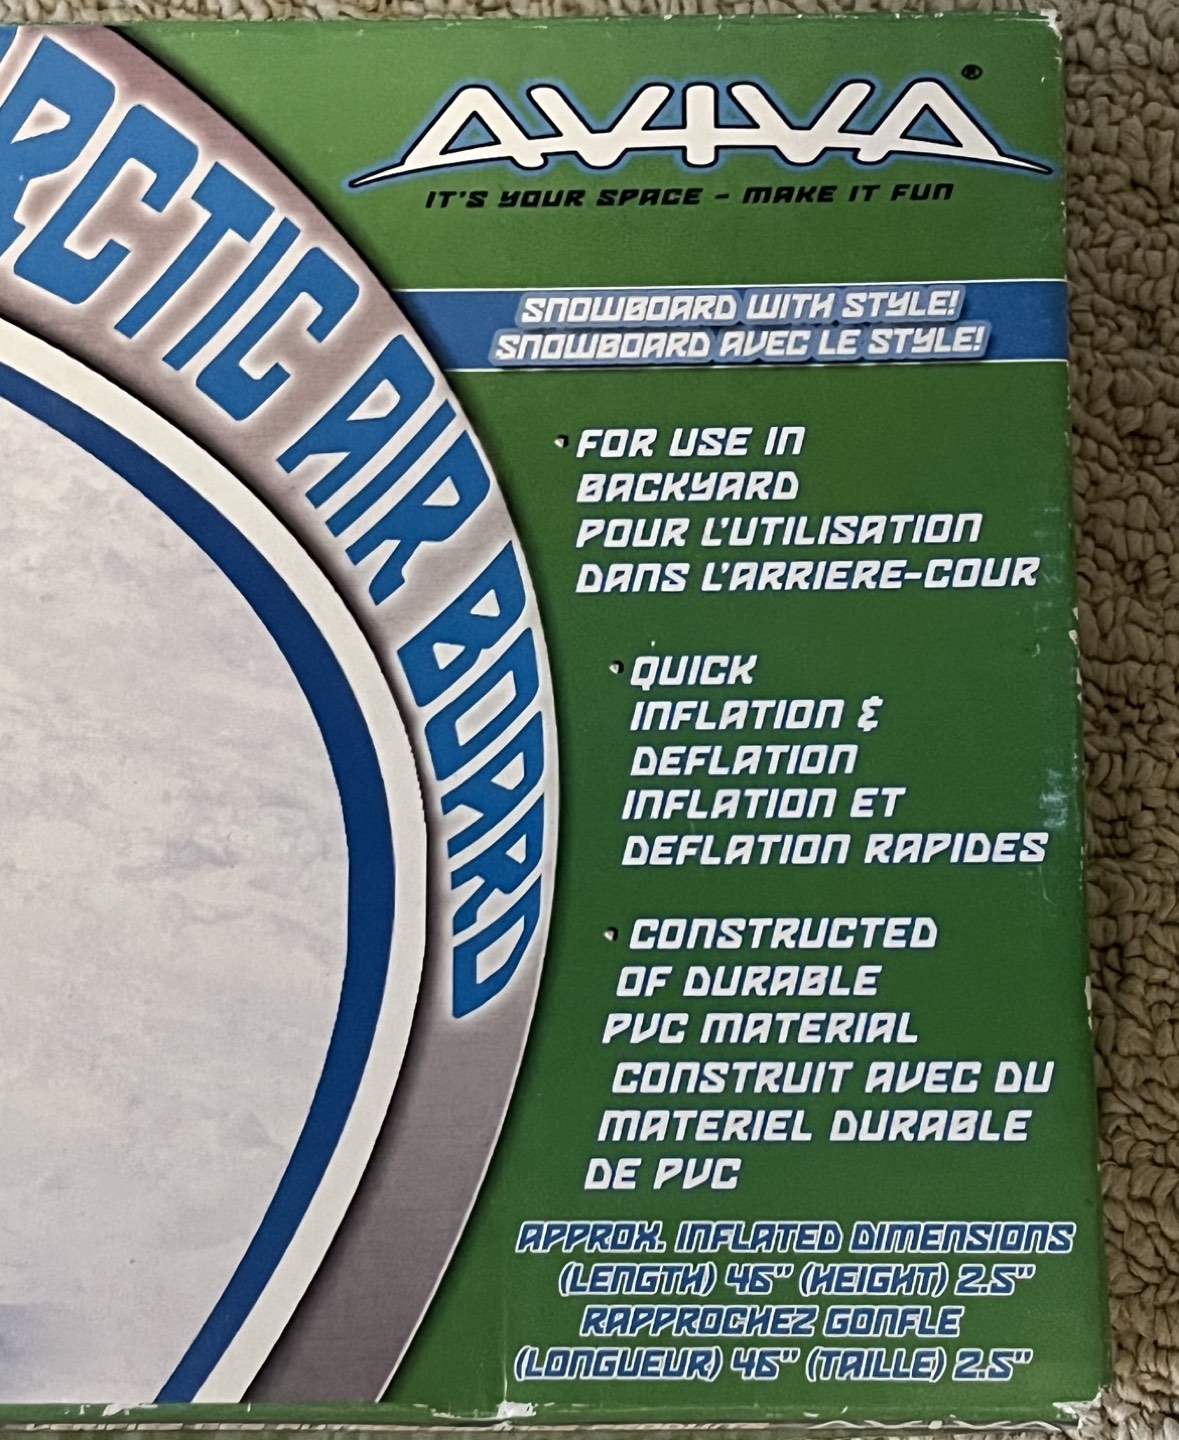 ARCTIC AIR BOARD
AVIVA®
IT'S YOUR SPACE - MAKE IT FUN
SNOWBOARD WITH STYLE!
SNOWBOARD AVEC LE STYLE!
• FOR USE IN
BACKYARD
POUR L'UTILISATION
DANS L'ARRIERE-COUR
• QUICK
INFLATION &
DEFLATION
INFLATION ET
DEFLATION RAPIDES
• CONSTRUCTED
OF DURABLE
PVC MATERIAL
CONSTRUIT AVEC DU
MATERIEL DURABLE
DE PVC
APPROX. INFLATED DIMENSIONS
(LENGTH) 46" (HEIGHT) 2.5"
RAPPROCHEZ GONFLE
(LONGUEUR) 46" (TAILLE) 2.5"